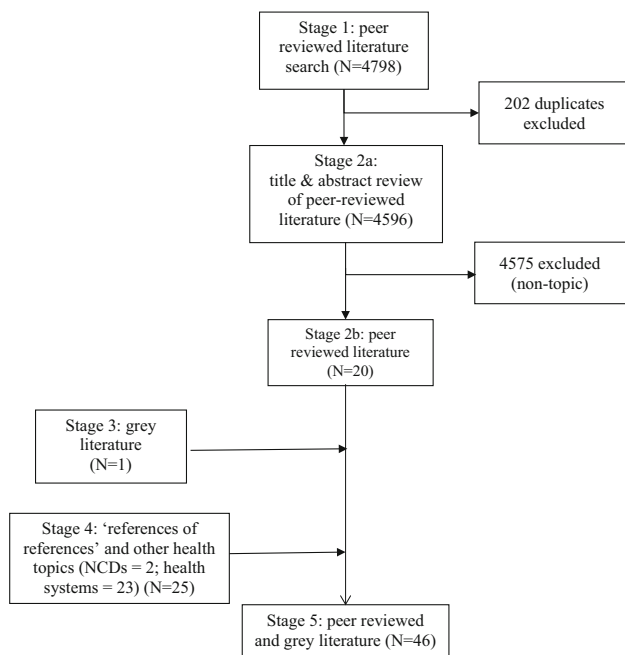 Stage 1: peer
reviewed literature
search (N=4798)
202 duplicates
excluded
Stage 2a:
title & abstract review
of peer-reviewed
literature (N=4596)
4575 excluded
(non-topic)
Stage 2b: peer
reviewed literature
(N=20)
Stage 3: grey
literature
(N=1)
Stage 4: ‘references of
references’ and other health
topics (NCDs = 2; health
systems = 23) (N=25)
Stage 5: peer reviewed
and grey literature (N=46)